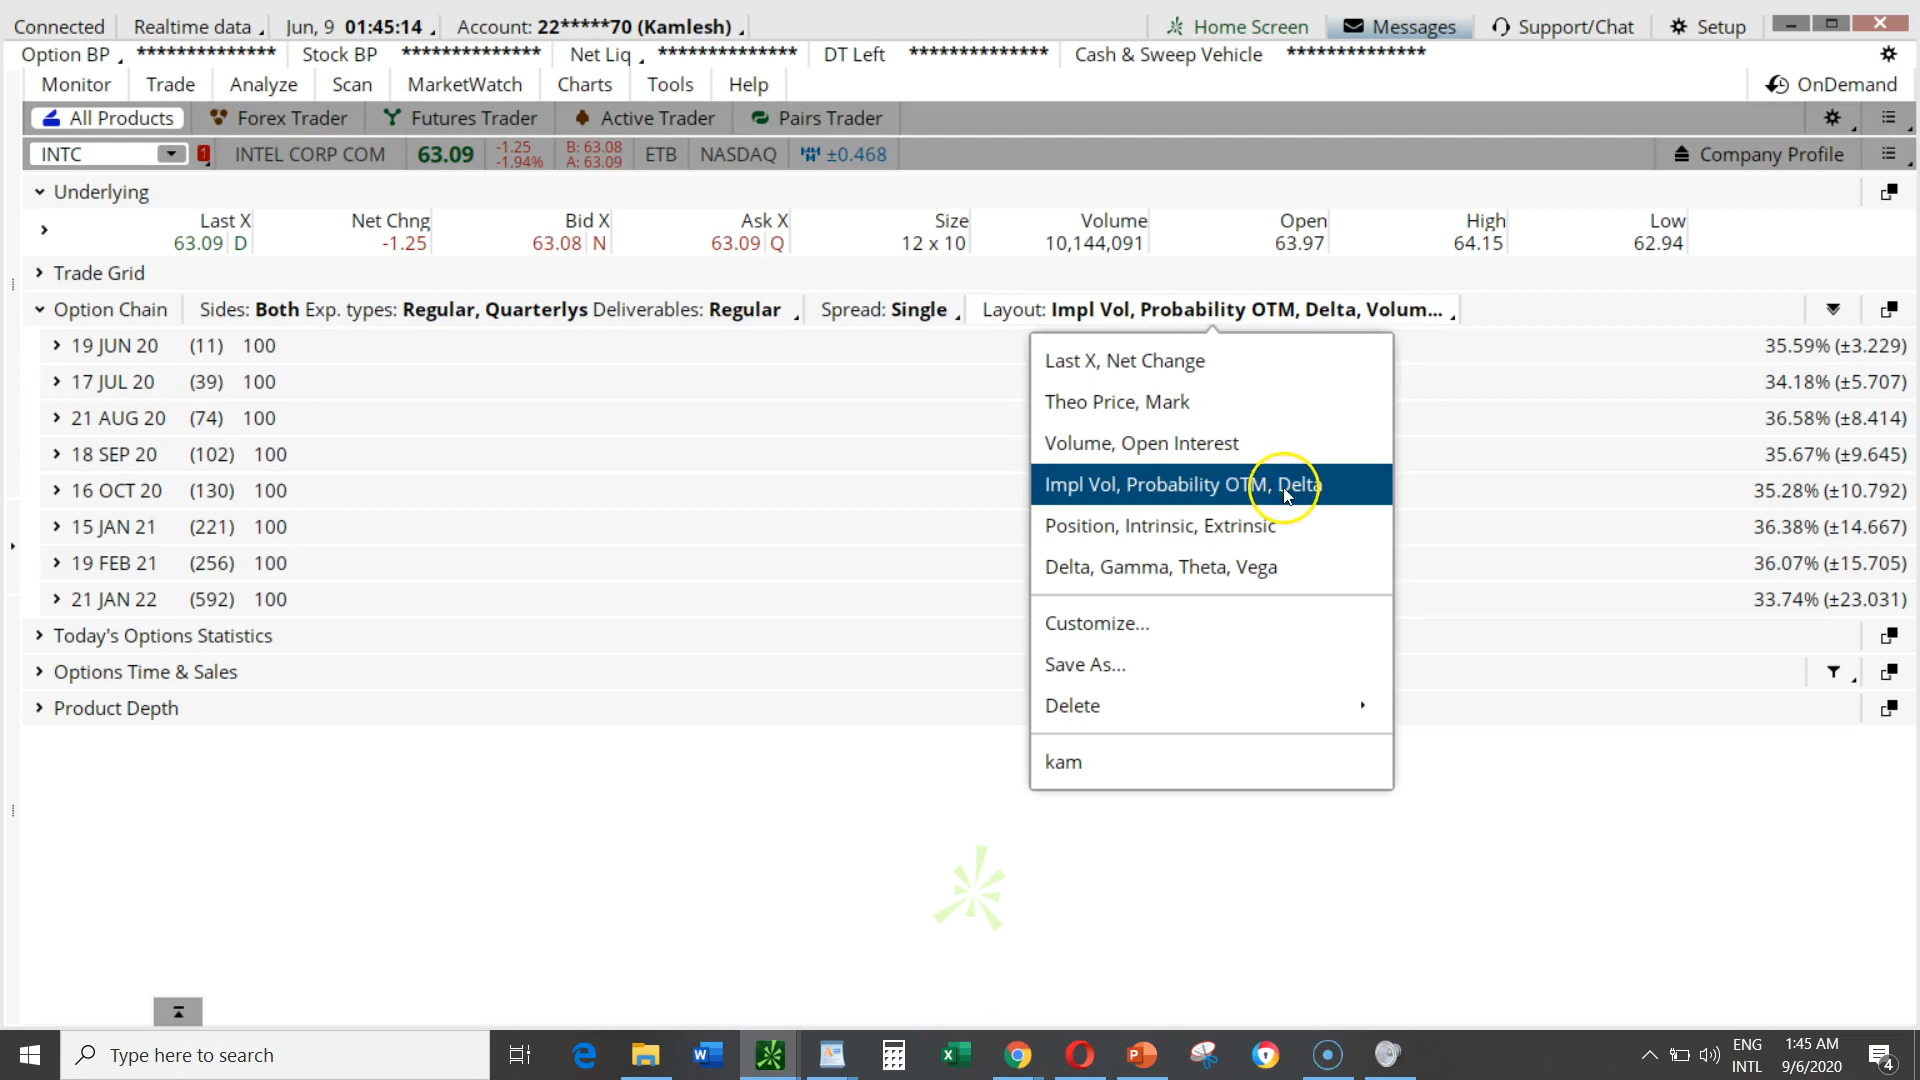 Connected Realtime data Jun, 9 01:45:14 Account: 22*****70 (Kamlesh) Home Screen Messages Support/Chat Setup
Option BP ************** Stock BP ************** Net Liq ************** DT Left ************** Cash & Sweep Vehicle **************
Monitor Trade Analyze Scan MarketWatch Charts Tools Help OnDemand
All Products Forex Trader Futures Trader Active Trader Pairs Trader
INTC 1 INTEL CORP COM 63.09 -1.25 -1.94% B: 63.08 A: 63.09 ETB NASDAQ ±0.468 Company Profile
Underlying
Last X Net Chng Bid X Ask X Size Volume Open High Low
63.09 D -1.25 63.08 N 63.09 Q 12 x 10 10,144,091 63.97 64.15 62.94
Trade Grid
Option Chain Sides: Both Exp. types: Regular, Quarterlys Deliverables: Regular Spread: Single Layout: Impl Vol, Probability OTM, Delta, Volum...
19 JUN 20 (11) 100 35.59% (±3.229)
17 JUL 20 (39) 100 34.18% (±5.707)
21 AUG 20 (74) 100 36.58% (±8.414)
18 SEP 20 (102) 100 35.67% (±9.645)
16 OCT 20 (130) 100 35.28% (±10.792)
15 JAN 21 (221) 100 36.38% (±14.667)
19 FEB 21 (256) 100 36.07% (±15.705)
21 JAN 22 (592) 100 33.74% (±23.031)
Last X, Net Change
Theo Price, Mark
Volume, Open Interest
Impl Vol, Probability OTM, Delta
Position, Intrinsic, Extrinsic
Delta, Gamma, Theta, Vega
Customize...
Save As...
Delete
kam
Today's Options Statistics
Options Time & Sales
Product Depth
Type here to search
ENG
INTL
1:45 AM
9/6/2020
4